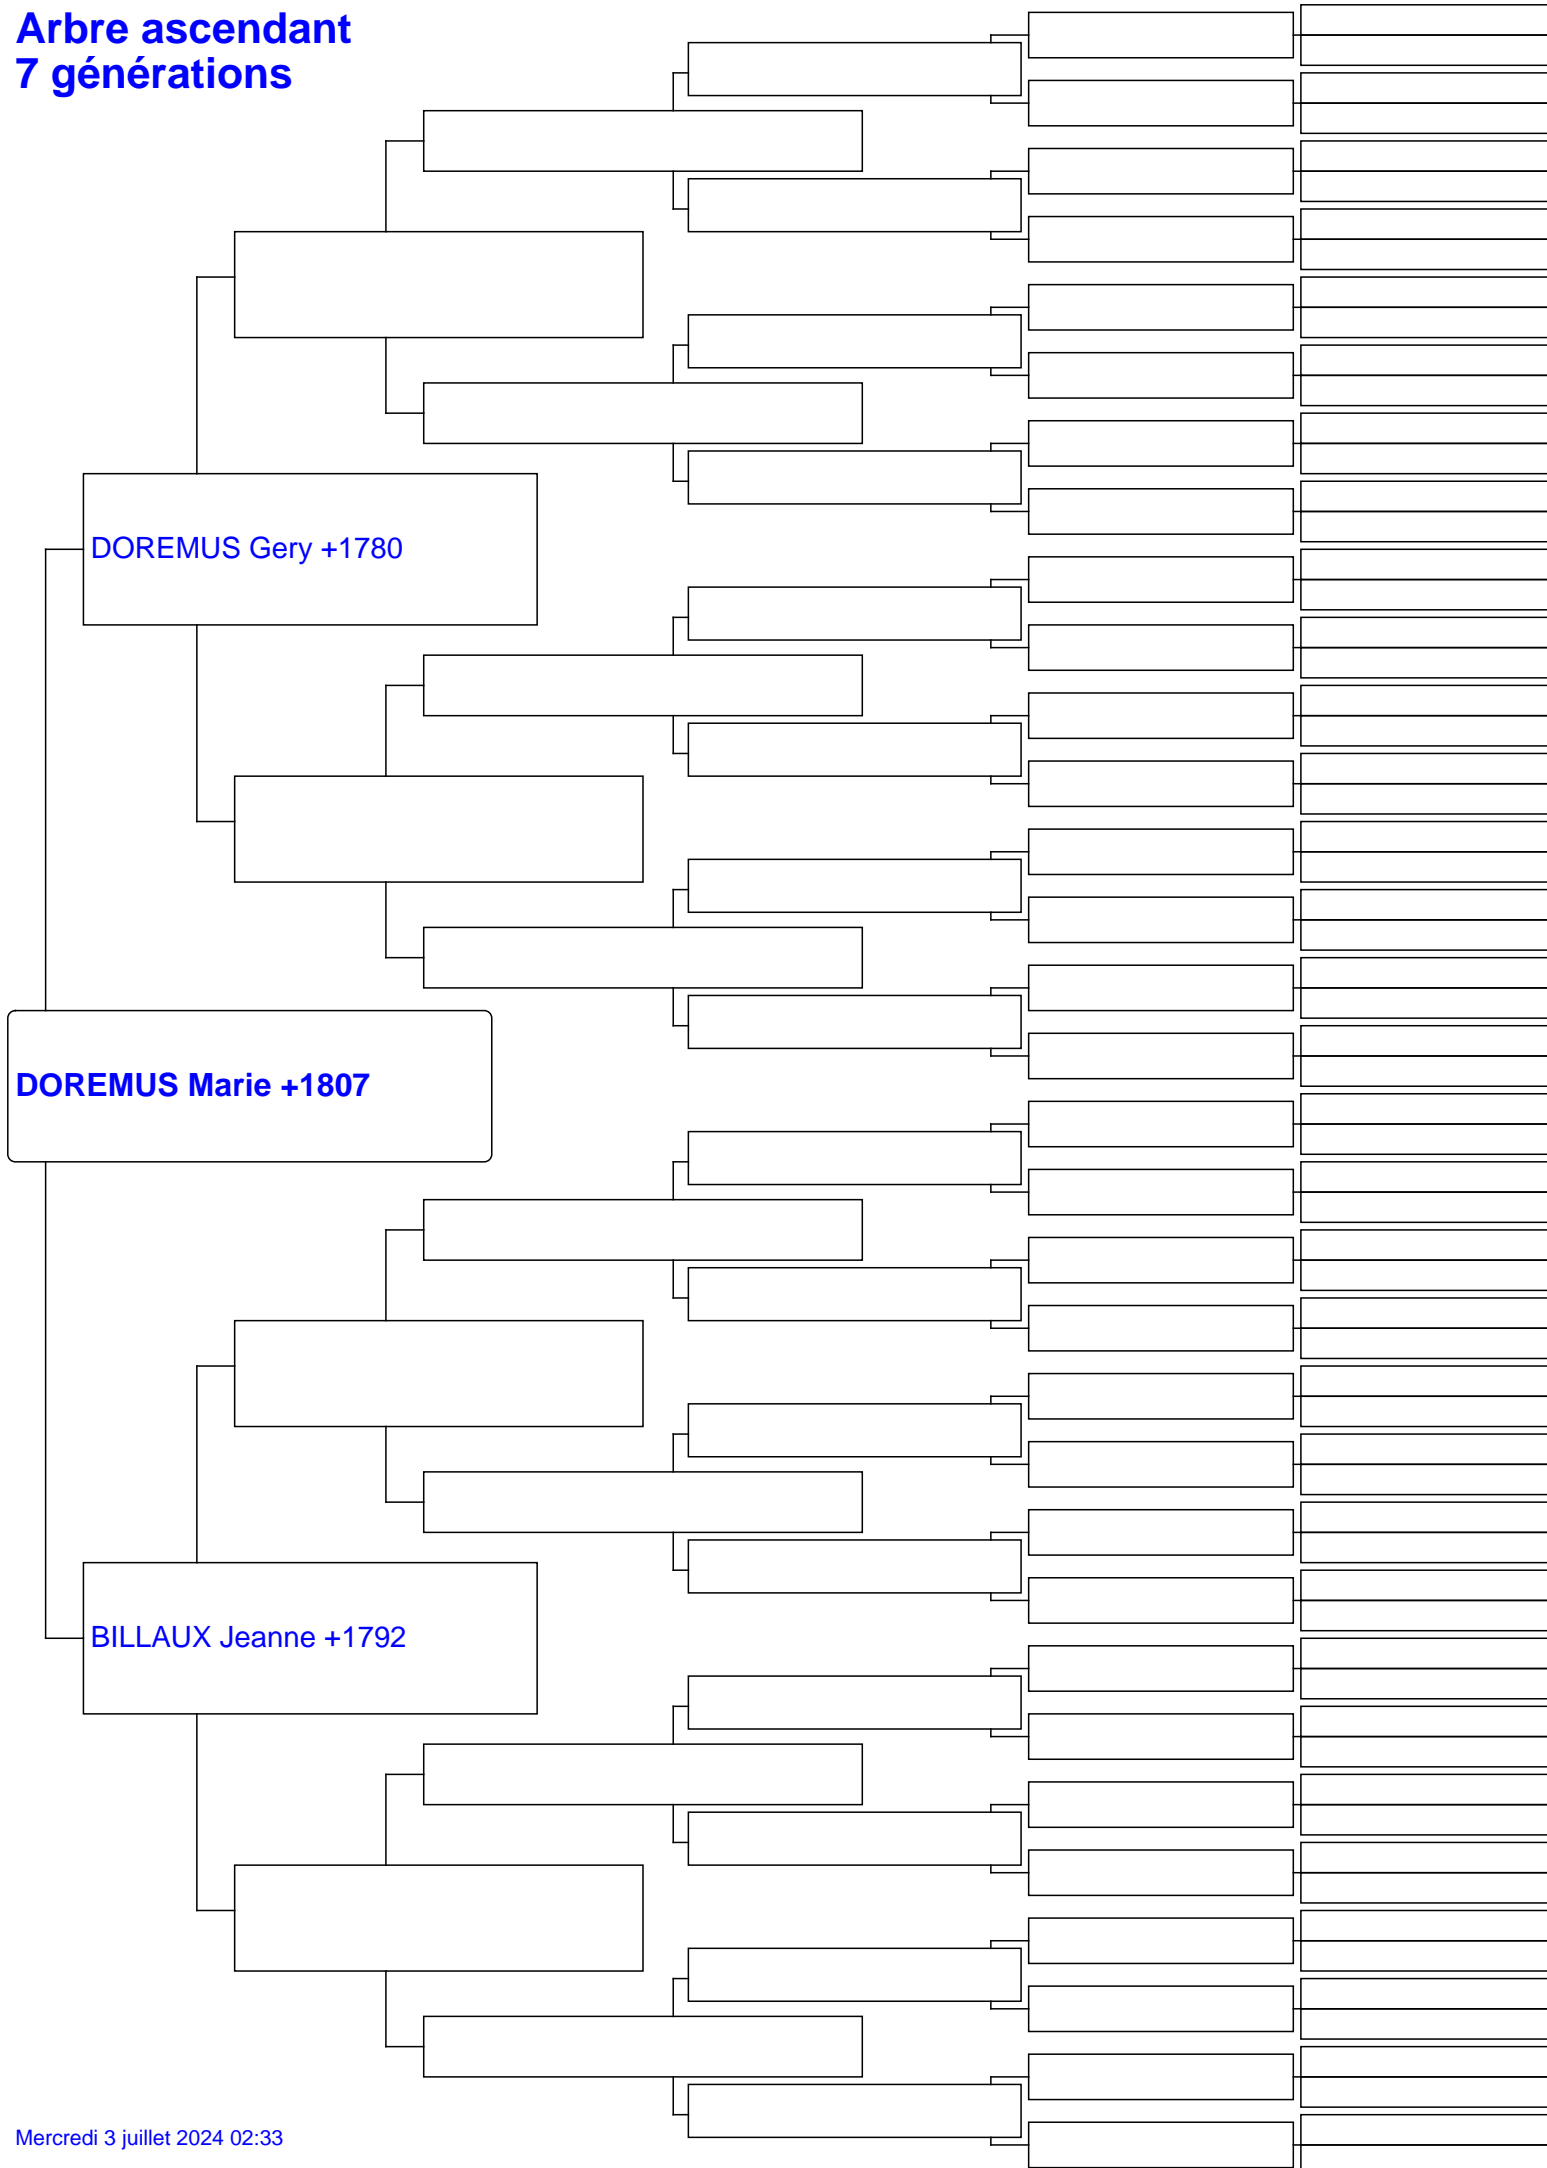 Arbre ascendant
7 générations
DOREMUS Gery +1780
DOREMUS Marie +1807
BILLAUX Jeanne +1792
Mercredi 3 juillet 2024 02:33